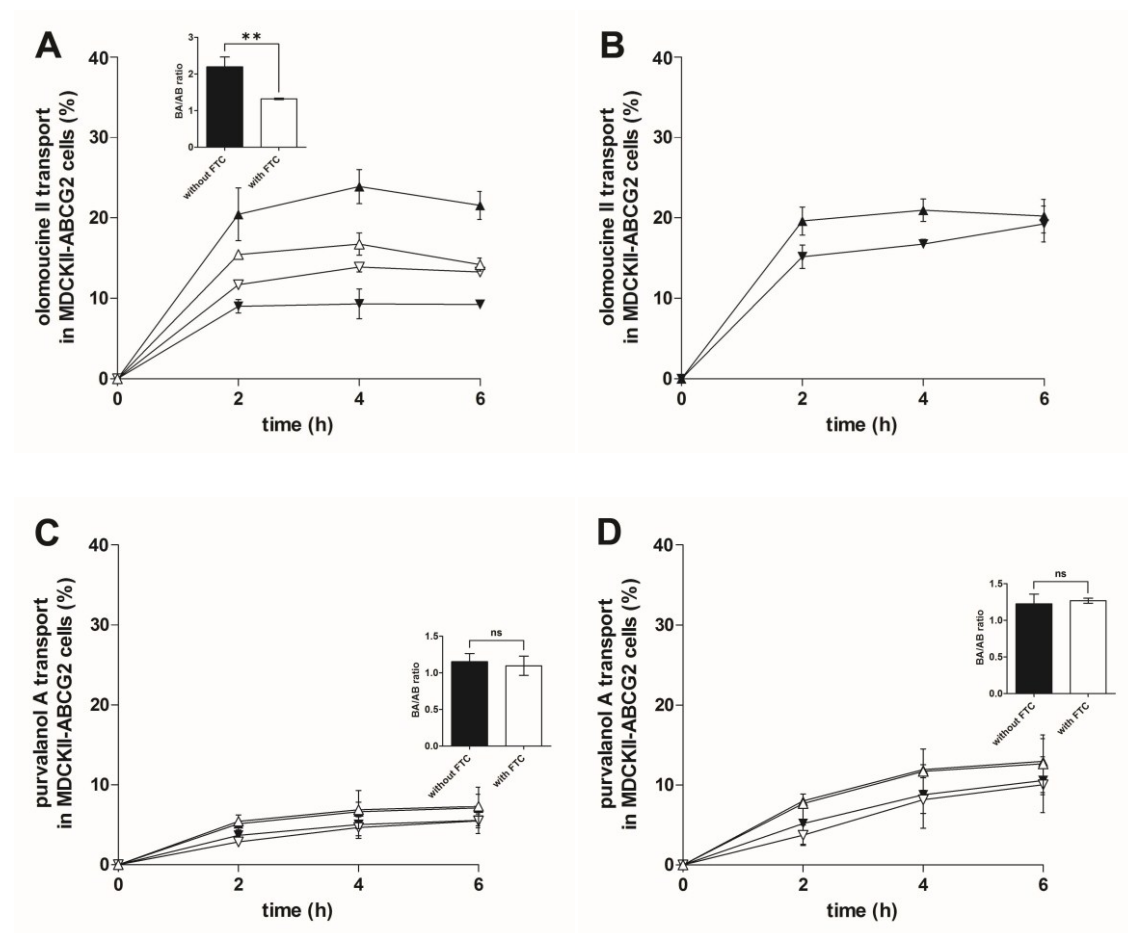 A
olomoucine II transport
in MDCKII-ABCG2 cells (%)
40
30
20
10
0
0 2 4 6
time (h)
BA/AB ratio
3
2
1
0
**
without FTC
with FTC
B
olomoucine II transport
in MDCKII-ABCG2 cells (%)
40
30
20
10
0
0 2 4 6
time (h)
C
purvalanol A transport
in MDCKII-ABCG2 cells (%)
40
30
20
10
0
0 2 4 6
time (h)
BA/AB ratio
1.5
1.0
0.5
0.0
ns
without FTC
with FTC
D
purvalanol A transport
in MDCKII-ABCG2 cells (%)
40
30
20
10
0
0 2 4 6
time (h)
BA/AB ratio
1.5
1.0
0.5
0.0
ns
without FTC
with FTC